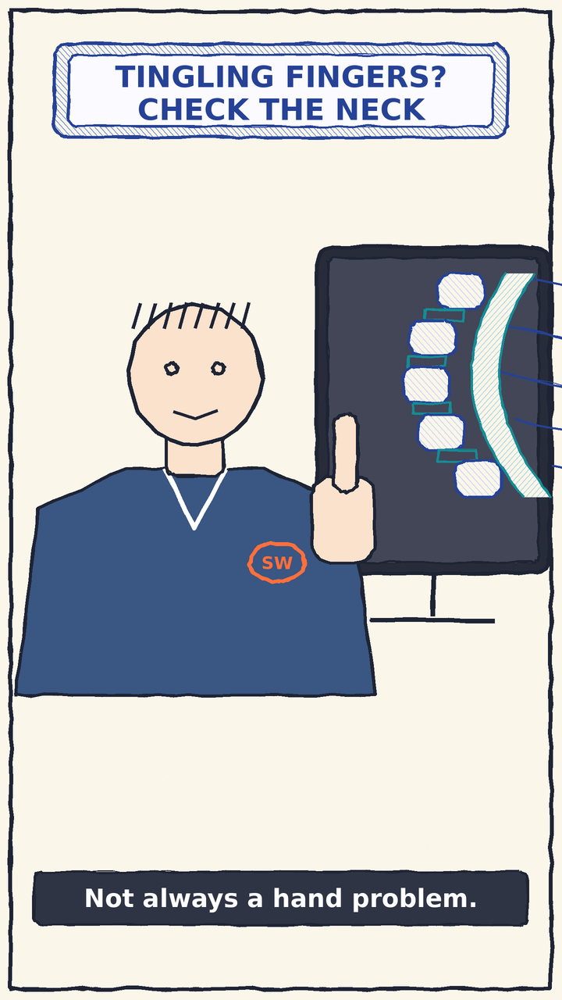 TINGLING FINGERS?
CHECK THE NECK
SW
Not always a hand problem.